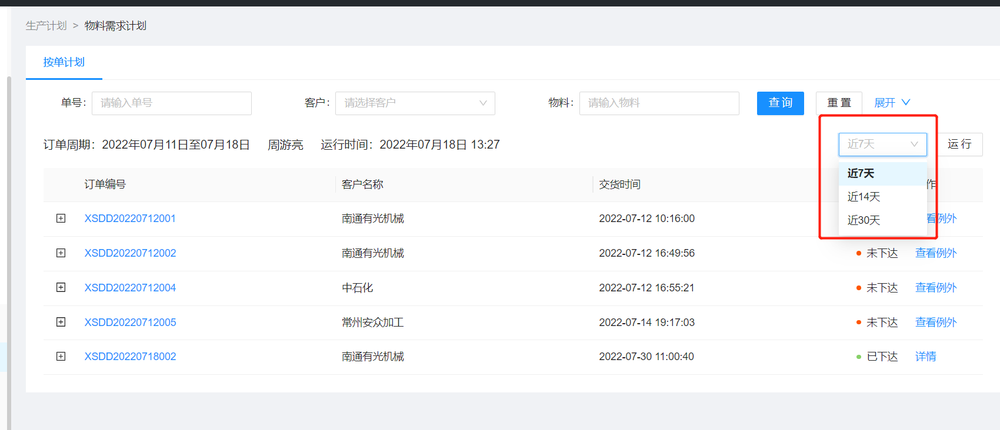 生产计划 > 物料需求计划
按单计划
单号: 请输入单号 客户: 请选择客户 物料: 请输入物料 查 询 重 置 展开
订单周期: 2022年07月11日至07月18日 周游亮 运行时间: 2022年07月18日 13:27 近7天 运 行
近7天
近14天
近30天
订单编号 客户名称 交货时间 作
XSDD20220712001 南通有光机械 2022-07-12 10:16:00 看例外
XSDD20220712002 南通有光机械 2022-07-12 16:49:56 未下达 查看例外
XSDD20220712004 中石化 2022-07-12 16:55:21 未下达 查看例外
XSDD20220712005 常州安众加工 2022-07-14 19:17:03 未下达 查看例外
XSDD20220718002 南通有光机械 2022-07-30 11:00:40 已下达 详情